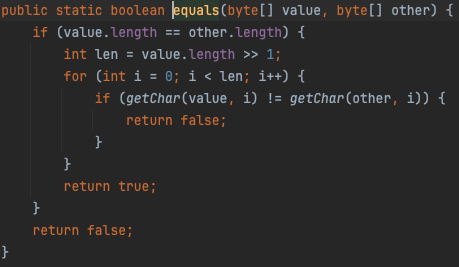 public static boolean equals(byte[] value, byte[] other) {
    if (value.length == other.length) {
        int len = value.length >> 1;
        for (int i = 0; i < len; i++) {
            if (getChar(value, i) != getChar(other, i)) {
                return false;
            }
        }
        return true;
    }
    return false;
}